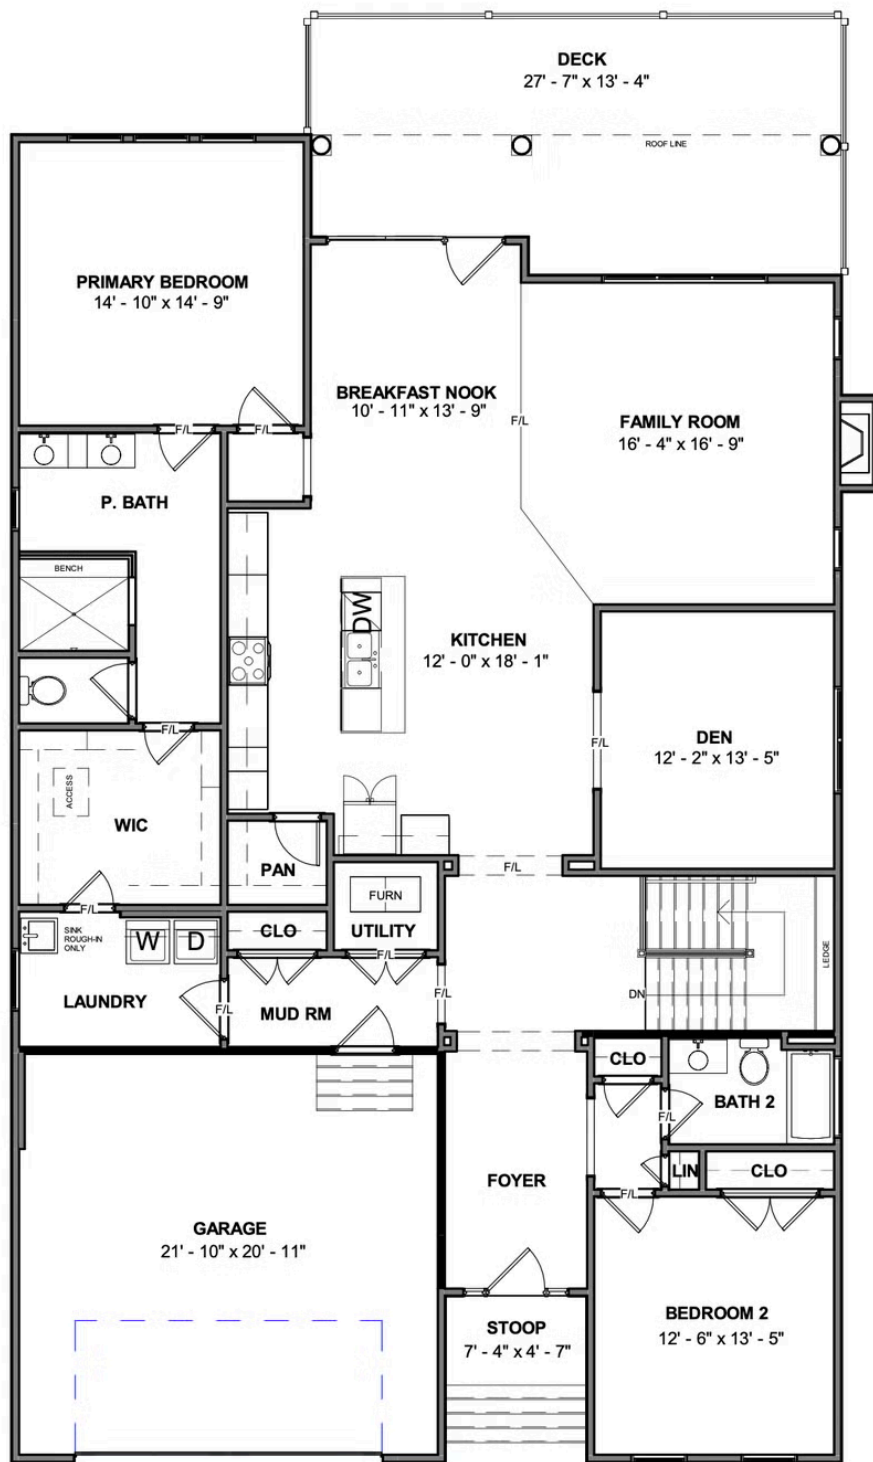 DECK
27' - 7" x 13' - 4"
ROOF LINE
PRIMARY BEDROOM
14' - 10" x 14' - 9"
BREAKFAST NOOK
10' - 11" x 13' - 9"
F/L
FAMILY ROOM
16' - 4" x 16' - 9"
F/L
F/L
P. BATH
BENCH
DW
KITCHEN
12' - 0" x 18' - 1"
F/L
F/L
DEN
12' - 2" x 13' - 5"
ACCESS
WIC
PAN
F/L
FURN
UTILITY
F/L
CLO
F/L
SINK
ROUGH-IN
ONLY
W
D
LAUNDRY
F/L
MUD RM
F/L
DN
LEDGE
F/L
CLO
BATH 2
F/L
LIN
CLO
F/L
FOYER
GARAGE
21' - 10" x 20' - 11"
STOOP
7' - 4" x 4' - 7"
BEDROOM 2
12' - 6" x 13' - 5"